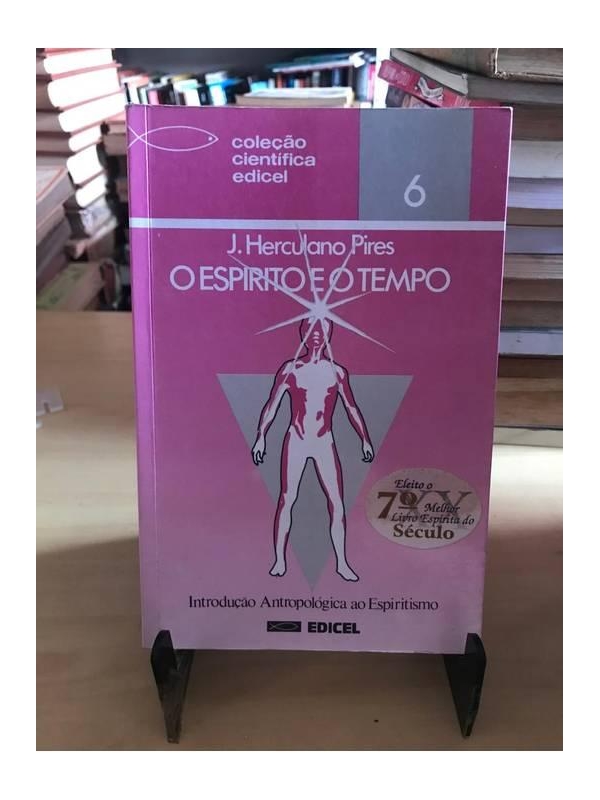 coleção
científica
edicel
6
J. Herculano Pires
O ESPÍRITO E O TEMPO
Eleito o
7º XX Melhor
Livro Espírita do
Século
Introdução Antropológica ao Espiritismo
EDICEL